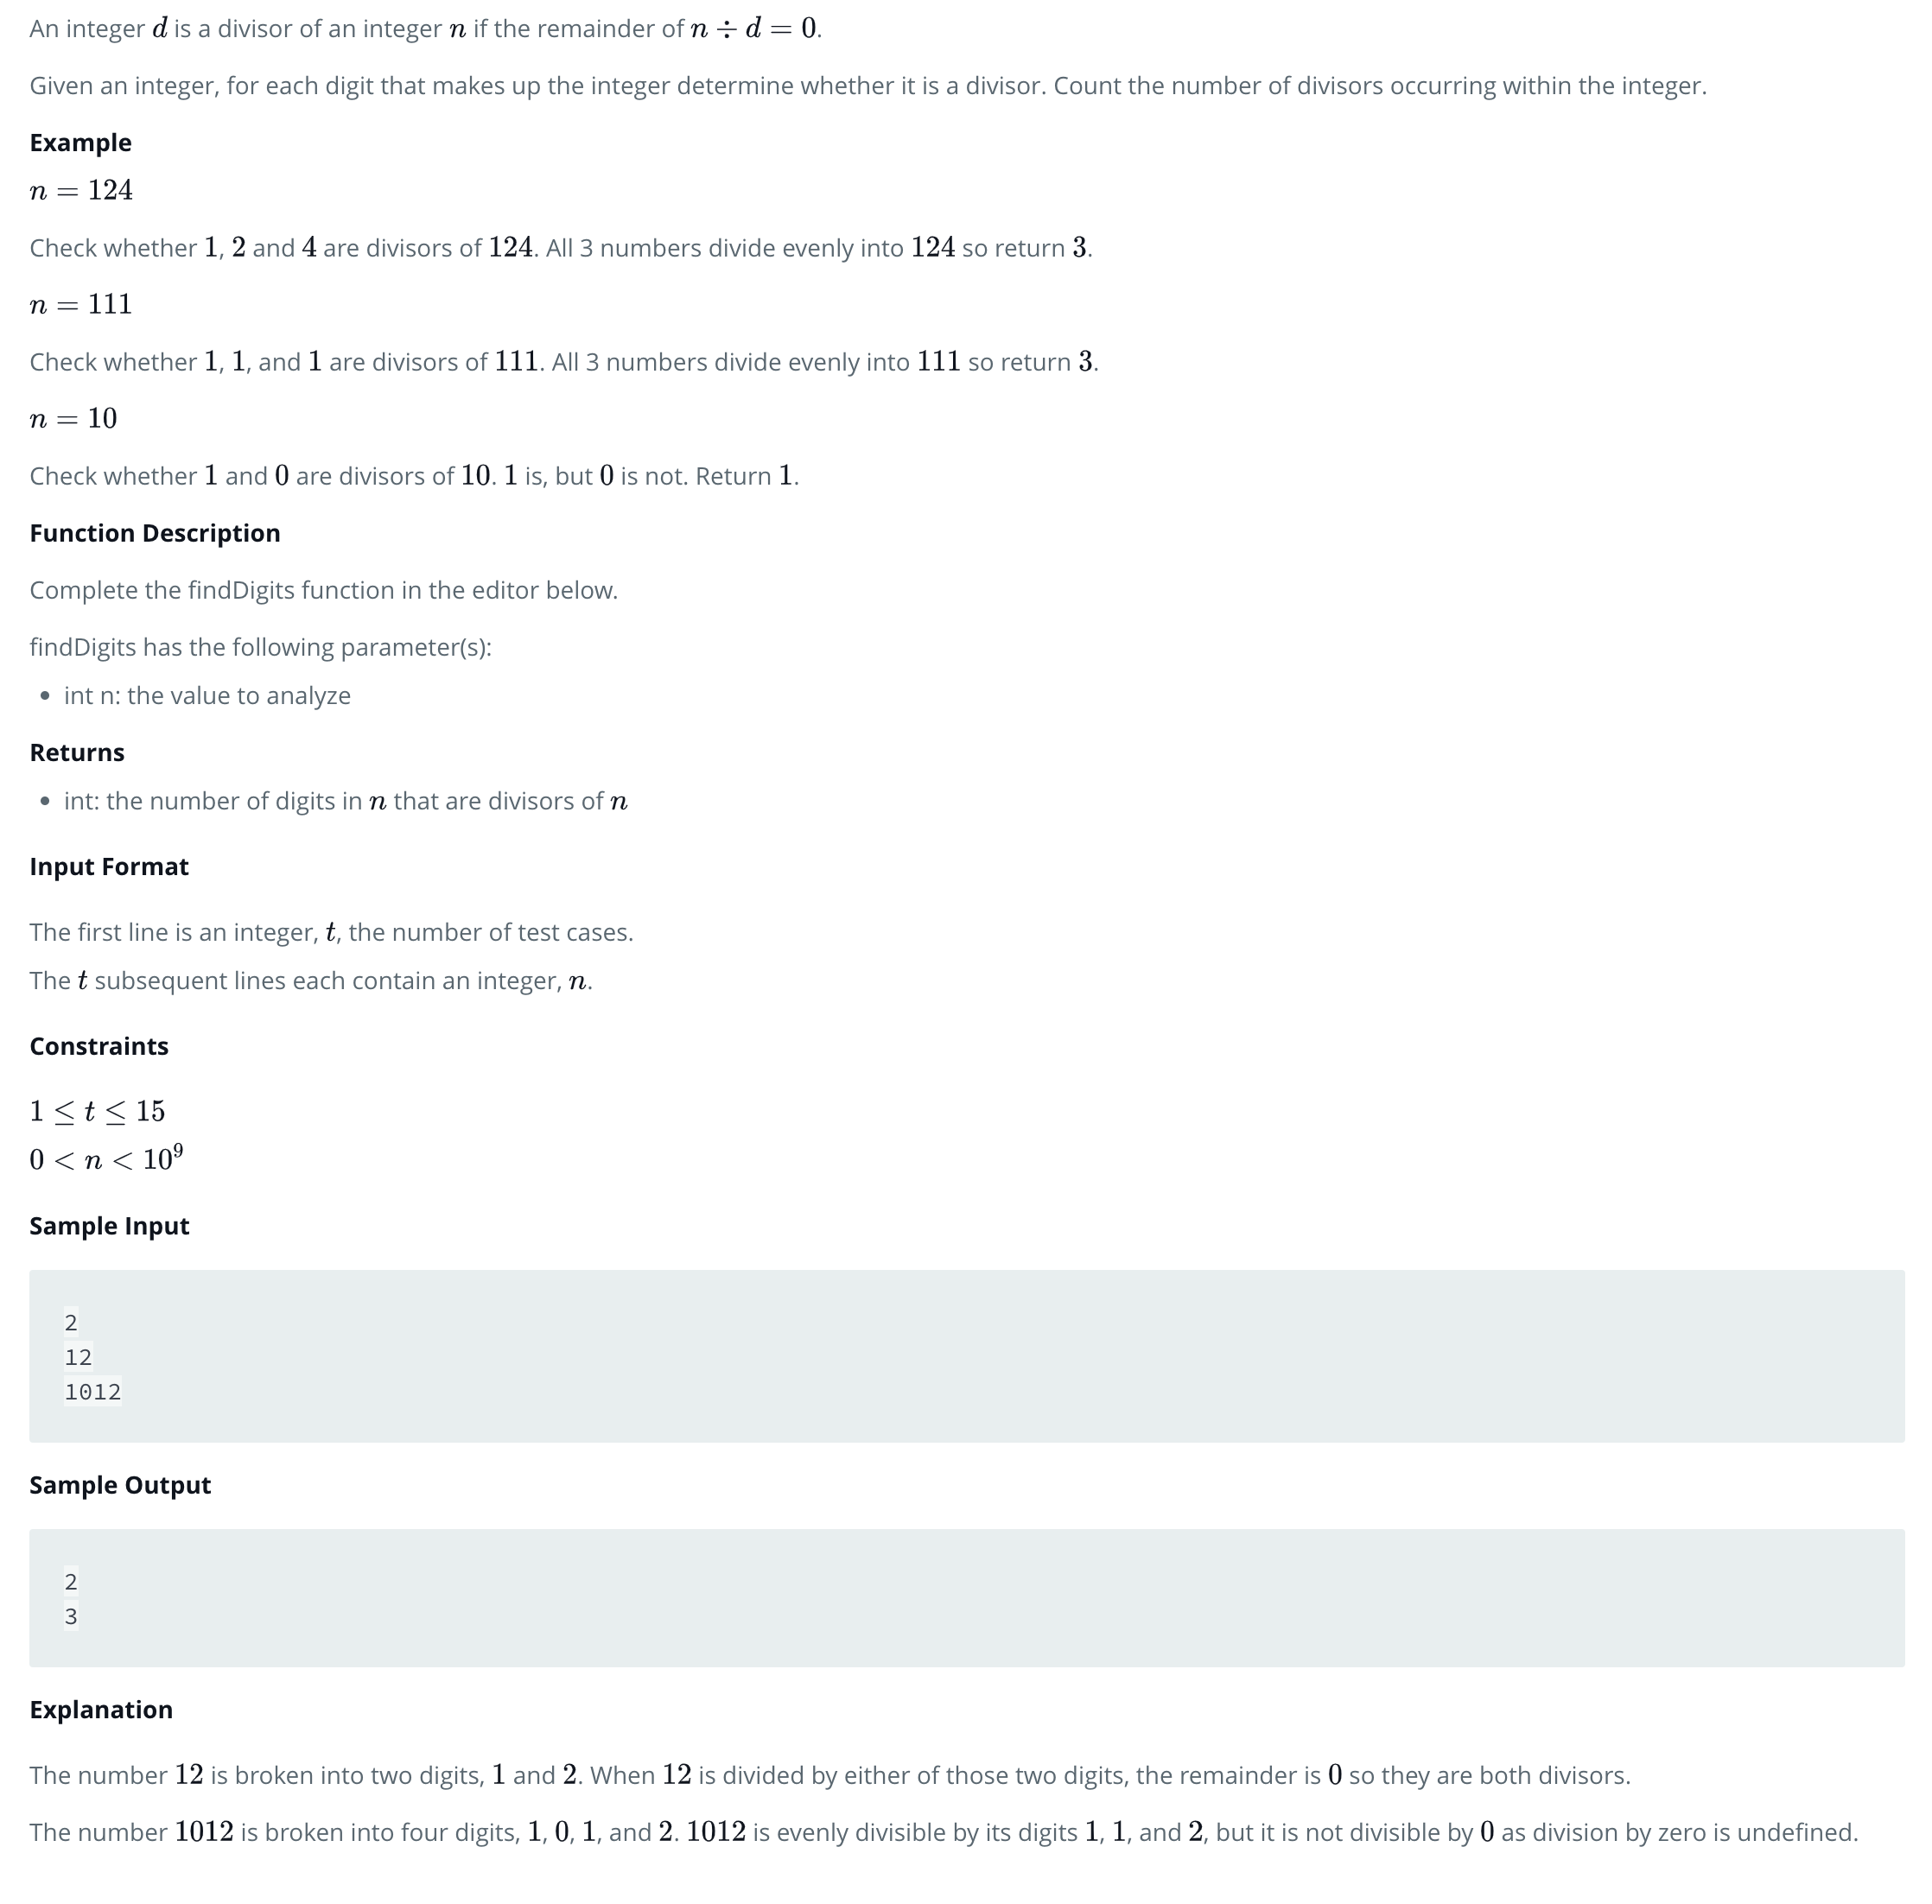 An integer d is a divisor of an integer n if the remainder of n ÷ d = 0.
Given an integer, for each digit that makes up the integer determine whether it is a divisor. Count the number of divisors occurring within the integer.
Example
n = 124
Check whether 1, 2 and 4 are divisors of 124. All 3 numbers divide evenly into 124 so return 3.
n = 111
Check whether 1, 1, and 1 are divisors of 111. All 3 numbers divide evenly into 111 so return 3.
n = 10
Check whether 1 and 0 are divisors of 10. 1 is, but 0 is not. Return 1.
Function Description
Complete the findDigits function in the editor below.
findDigits has the following parameter(s):
• int n: the value to analyze
Returns
• int: the number of digits in n that are divisors of n
Input Format
The first line is an integer, t, the number of test cases.
The t subsequent lines each contain an integer, n.
Constraints
1 ≤ t ≤ 15
0 < n < 10⁹
Sample Input
2
12
1012
Sample Output
2
3
Explanation
The number 12 is broken into two digits, 1 and 2. When 12 is divided by either of those two digits, the remainder is 0 so they are both divisors.
The number 1012 is broken into four digits, 1, 0, 1, and 2. 1012 is evenly divisible by its digits 1, 1, and 2, but it is not divisible by 0 as division by zero is undefined.